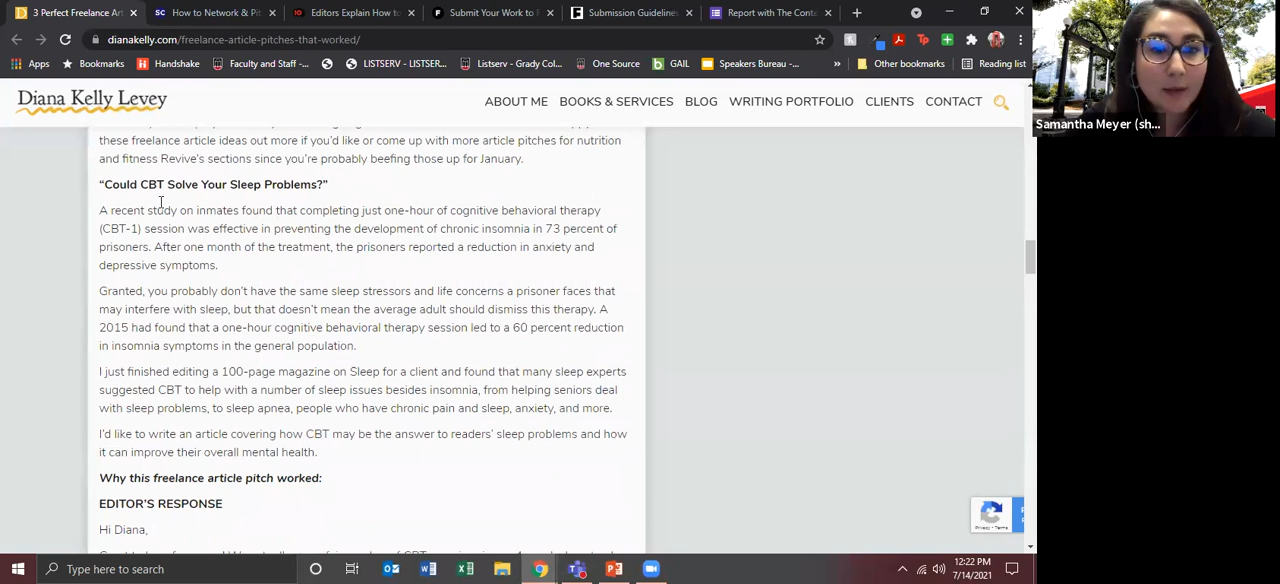 3 Perfect Freelance Ar
How to Network & Pi
Editors Explain How to
Submit Your Work to F
Submission Guideline
Report with The Conta
dianakelly.com/freelance-article-pitches-that-worked/
Apps
Bookmarks
Handshake
Faculty and Staff -...
LISTSERV - LISTSER...
Listserv - Grady Col...
One Source
GAIL
Speakers Bureau -...
»
Other bookmarks
Reading list
Samantha Meyer (sh...
Diana Kelly Levey
ABOUT ME
BOOKS & SERVICES
BLOG
WRITING PORTFOLIO
CLIENTS
CONTACT
these freelance article ideas out more if you'd like or come up with more article pitches for nutrition
and fitness Revive's sections since you're probably beefing those up for January.
“Could CBT Solve Your Sleep Problems?”
A recent study on inmates found that completing just one-hour of cognitive behavioral therapy
(CBT-1) session was effective in preventing the development of chronic insomnia in 73 percent of
prisoners. After one month of the treatment, the prisoners reported a reduction in anxiety and
depressive symptoms.
Granted, you probably don't have the same sleep stressors and life concerns a prisoner faces that
may interfere with sleep, but that doesn't mean the average adult should dismiss this therapy. A
2015 had found that a one-hour cognitive behavioral therapy session led to a 60 percent reduction
in insomnia symptoms in the general population.
I just finished editing a 100-page magazine on Sleep for a client and found that many sleep experts
suggested CBT to help with a number of sleep issues besides insomnia, from helping seniors deal
with sleep problems, to sleep apnea, people who have chronic pain and sleep, anxiety, and more.
I'd like to write an article covering how CBT may be the answer to readers' sleep problems and how
it can improve their overall mental health.
Why this freelance article pitch worked:
EDITOR'S RESPONSE
Hi Diana,
Privacy - Terms
Type here to search
12:22 PM
7/14/2021